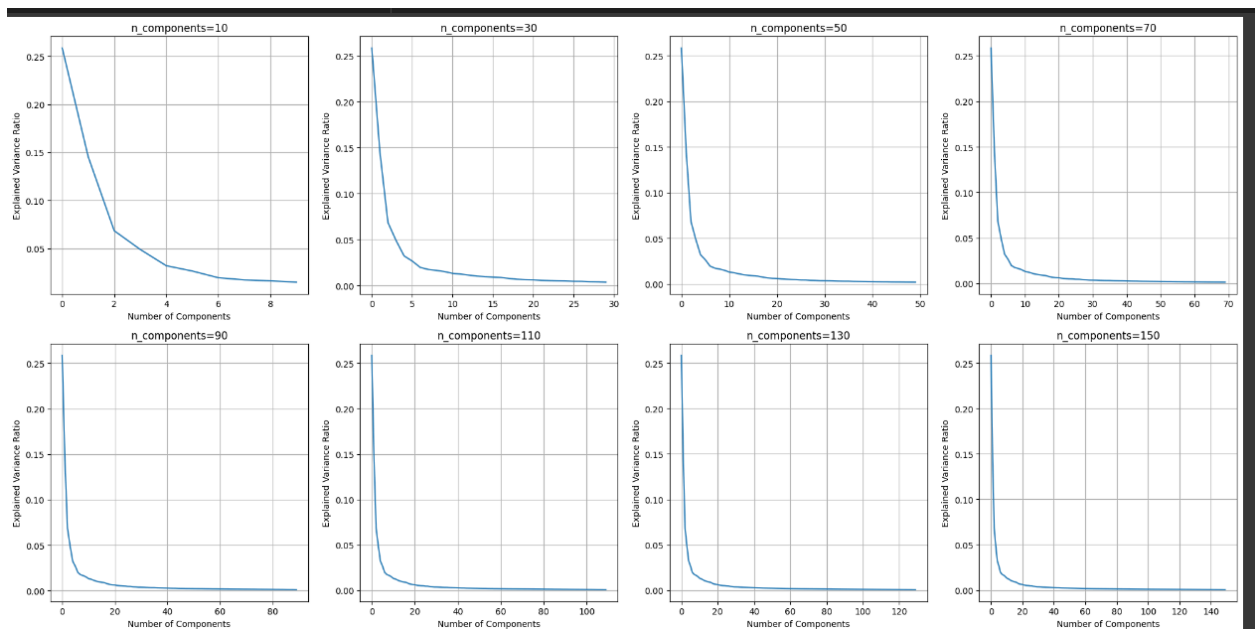 n_components=10
n_components=30
n_components=50
n_components=70
Explained Variance Ratio
0.25
0.20
0.15
0.10
0.05
0 2 4 6 8
Number of Components
Explained Variance Ratio
0.25
0.20
0.15
0.10
0.05
0.00
0 5 10 15 20 25 30
Number of Components
Explained Variance Ratio
0.25
0.20
0.15
0.10
0.05
0.00
0 10 20 30 40 50
Number of Components
Explained Variance Ratio
0.25
0.20
0.15
0.10
0.05
0.00
0 10 20 30 40 50 60 70
Number of Components
n_components=90
n_components=110
n_components=130
n_components=150
Explained Variance Ratio
0.25
0.20
0.15
0.10
0.05
0.00
0 20 40 60 80
Number of Components
Explained Variance Ratio
0.25
0.20
0.15
0.10
0.05
0.00
0 20 40 60 80 100
Number of Components
Explained Variance Ratio
0.25
0.20
0.15
0.10
0.05
0.00
0 20 40 60 80 100 120
Number of Components
Explained Variance Ratio
0.25
0.20
0.15
0.10
0.05
0.00
0 20 40 60 80 100 120 140
Number of Components